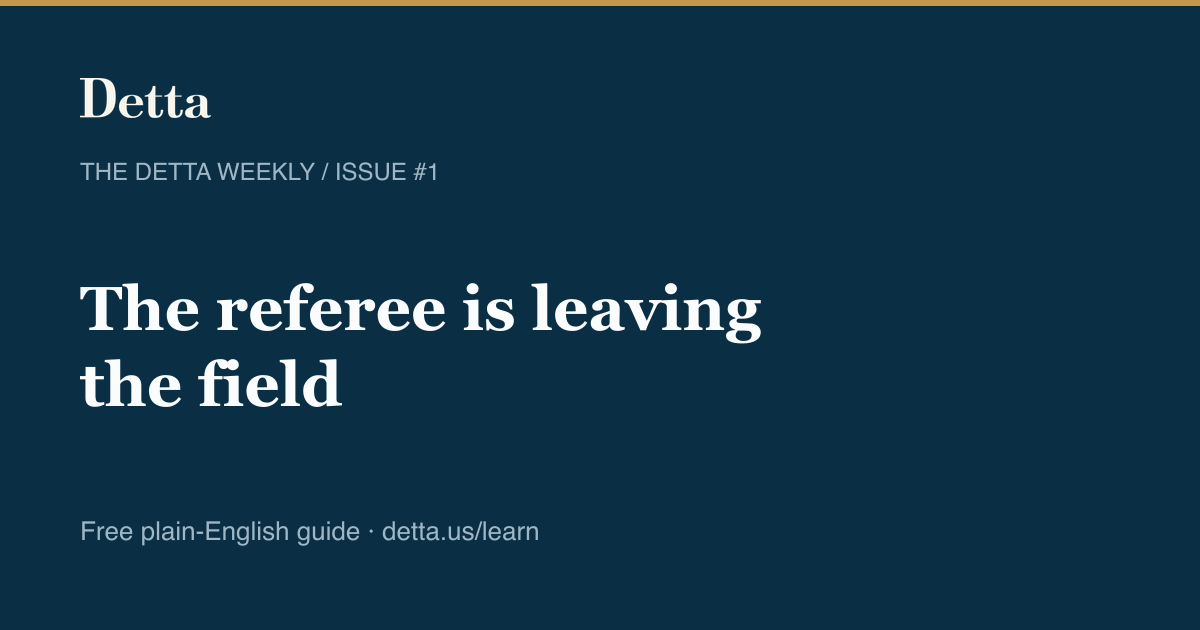 Detta
THE DETTA WEEKLY / ISSUE #1
The referee is leaving
the field
Free plain-English guide · detta.us/learn